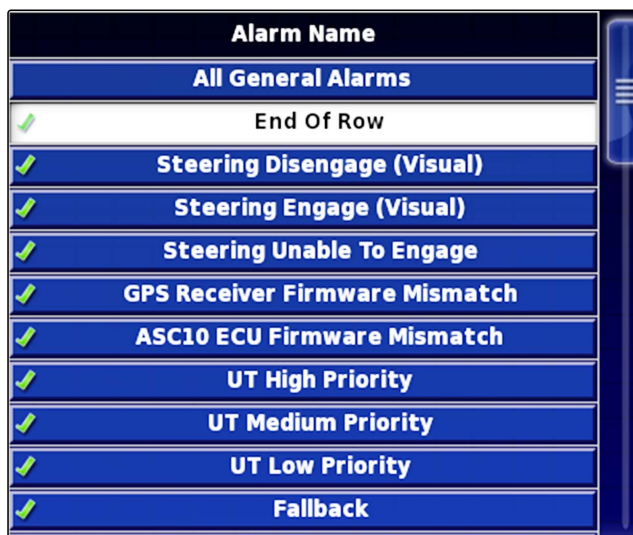 Alarm Name
All General Alarms
End Of Row
Steering Disengage (Visual)
Steering Engage (Visual)
Steering Unable To Engage
GPS Receiver Firmware Mismatch
ASC10 ECU Firmware Mismatch
UT High Priority
UT Medium Priority
UT Low Priority
Fallback